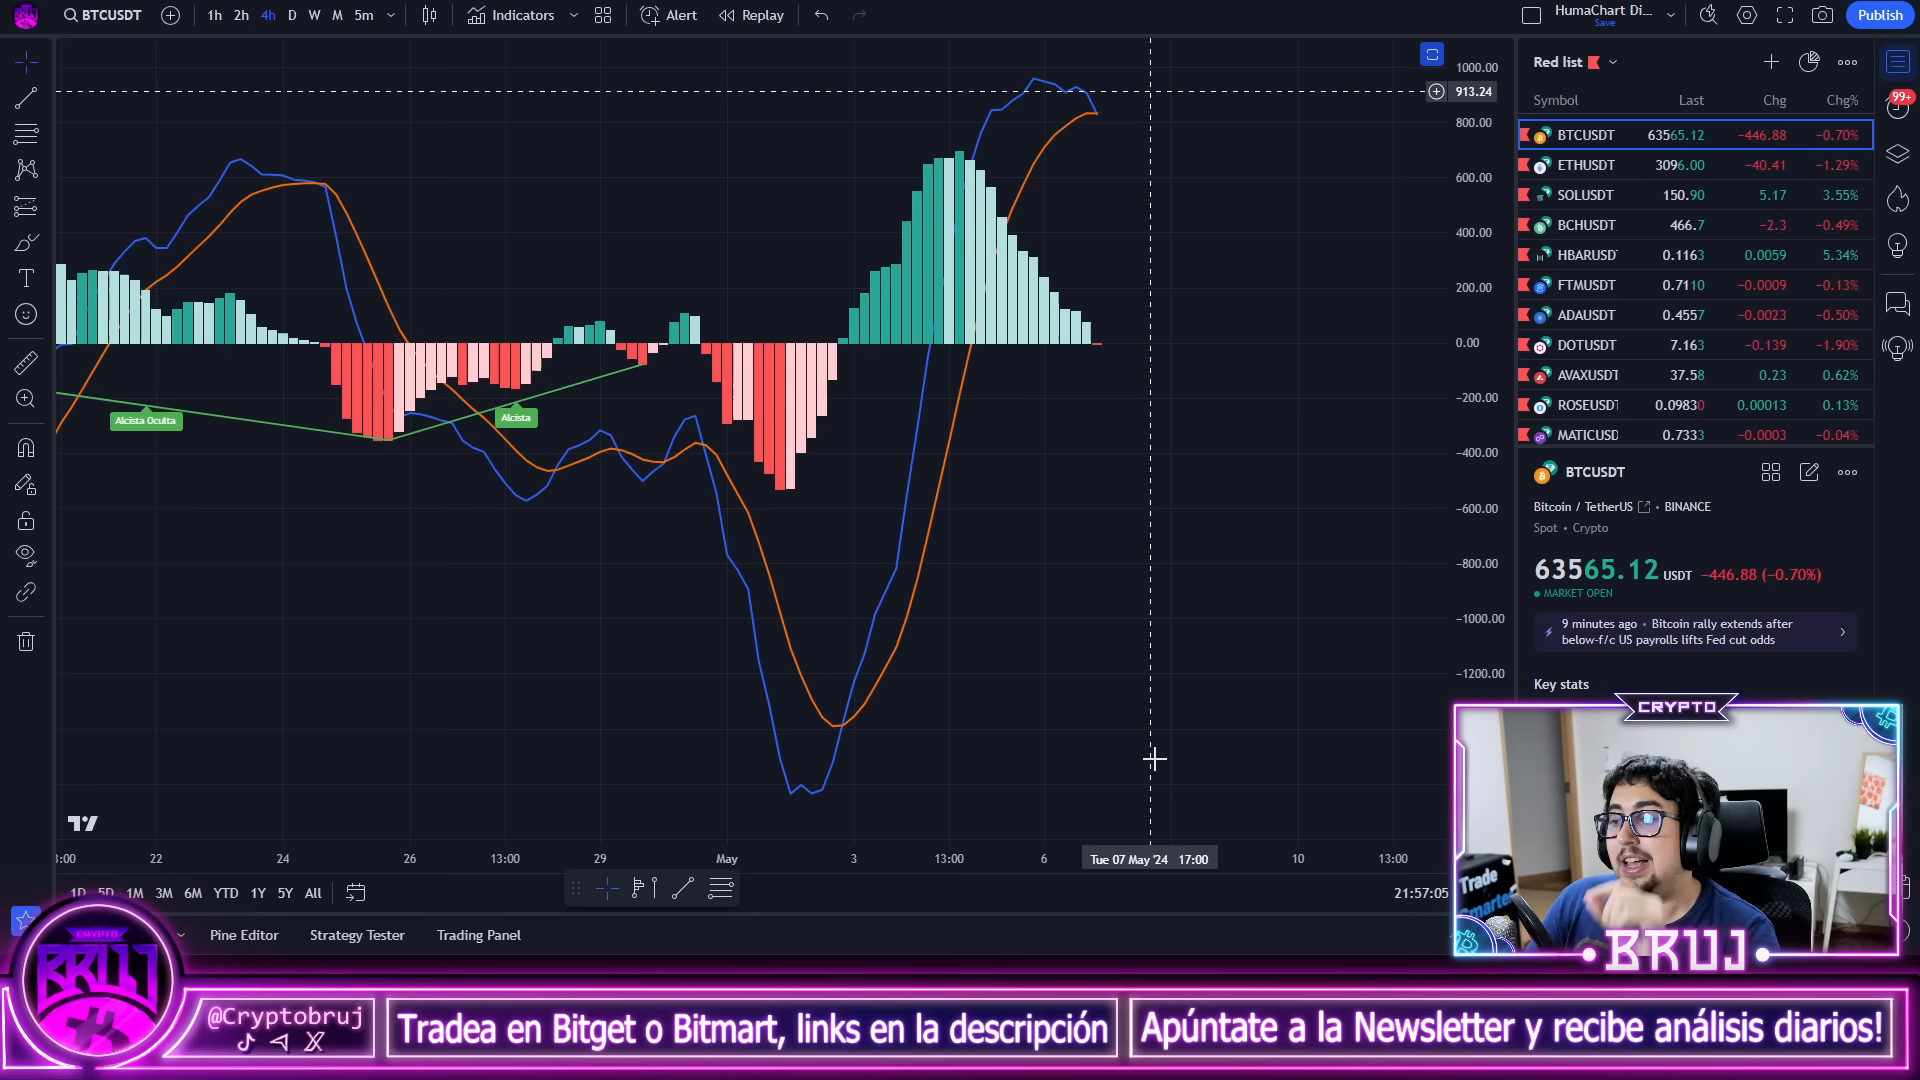 BTCUSDT
1h 2h 4h D W M 5m
Indicators
Alert
Replay
HumaChart Di...
Save
Publish
1000.00
913.24
800.00
600.00
400.00
200.00
0.00
−200.00
−400.00
−600.00
−800.00
−1000.00
−1200.00
Alcista Oculta
Alcista
22 24 26 13:00 29 May 3 13:00 6 Tue 07 May '24 17:00 10 13:00
1D 5D 1M 3M 6M YTD 1Y 5Y All
21:57:05
Pine Editor Strategy Tester Trading Panel
Red list
99+
Symbol Last Chg Chg%
BTCUSDT 63565.12 −446.88 −0.70%
ETHUSDT 3096.00 −40.41 −1.29%
SOLUSDT 150.90 5.17 3.55%
BCHUSDT 466.7 −2.3 −0.49%
HBARUSD 0.1163 0.0059 5.34%
FTMUSDT 0.7110 −0.0009 −0.13%
ADAUSDT 0.4557 −0.0023 −0.50%
DOTUSDT 7.163 −0.139 −1.90%
AVAXUSDT 37.58 0.23 0.62%
ROSEUSDT 0.09830 0.00013 0.13%
MATICUSD 0.7333 −0.0003 −0.04%
BTCUSDT
Bitcoin / TetherUS • BINANCE
Spot • Crypto
63565.12 USDT −446.88 (−0.70%)
MARKET OPEN
9 minutes ago • Bitcoin rally extends after
below-f/c US payrolls lifts Fed cut odds
Key stats
CRYPTO
Trade
Smarter
BRUJ
CRYPTO
BRUJ
@Cryptobruj
Tradea en Bitget o Bitmart, links en la descripción
Apúntate a la Newsletter y recibe análisis diarios!